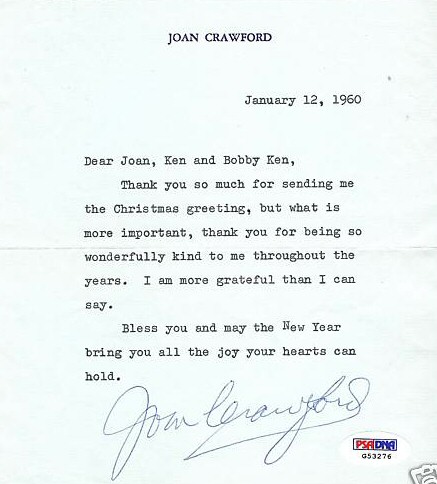 JOAN CRAWFORD
January 12, 1960
Dear Joan, Ken and Bobby Ken,
Thank you so much for sending me
the Christmas greeting, but what is
more important, thank you for being so
wonderfully kind to me throughout the
years. I am more grateful than I can
say.
Bless you and may the New Year
bring you all the joy your hearts can
hold.
Joan Crawford
PSA DNA
G53276